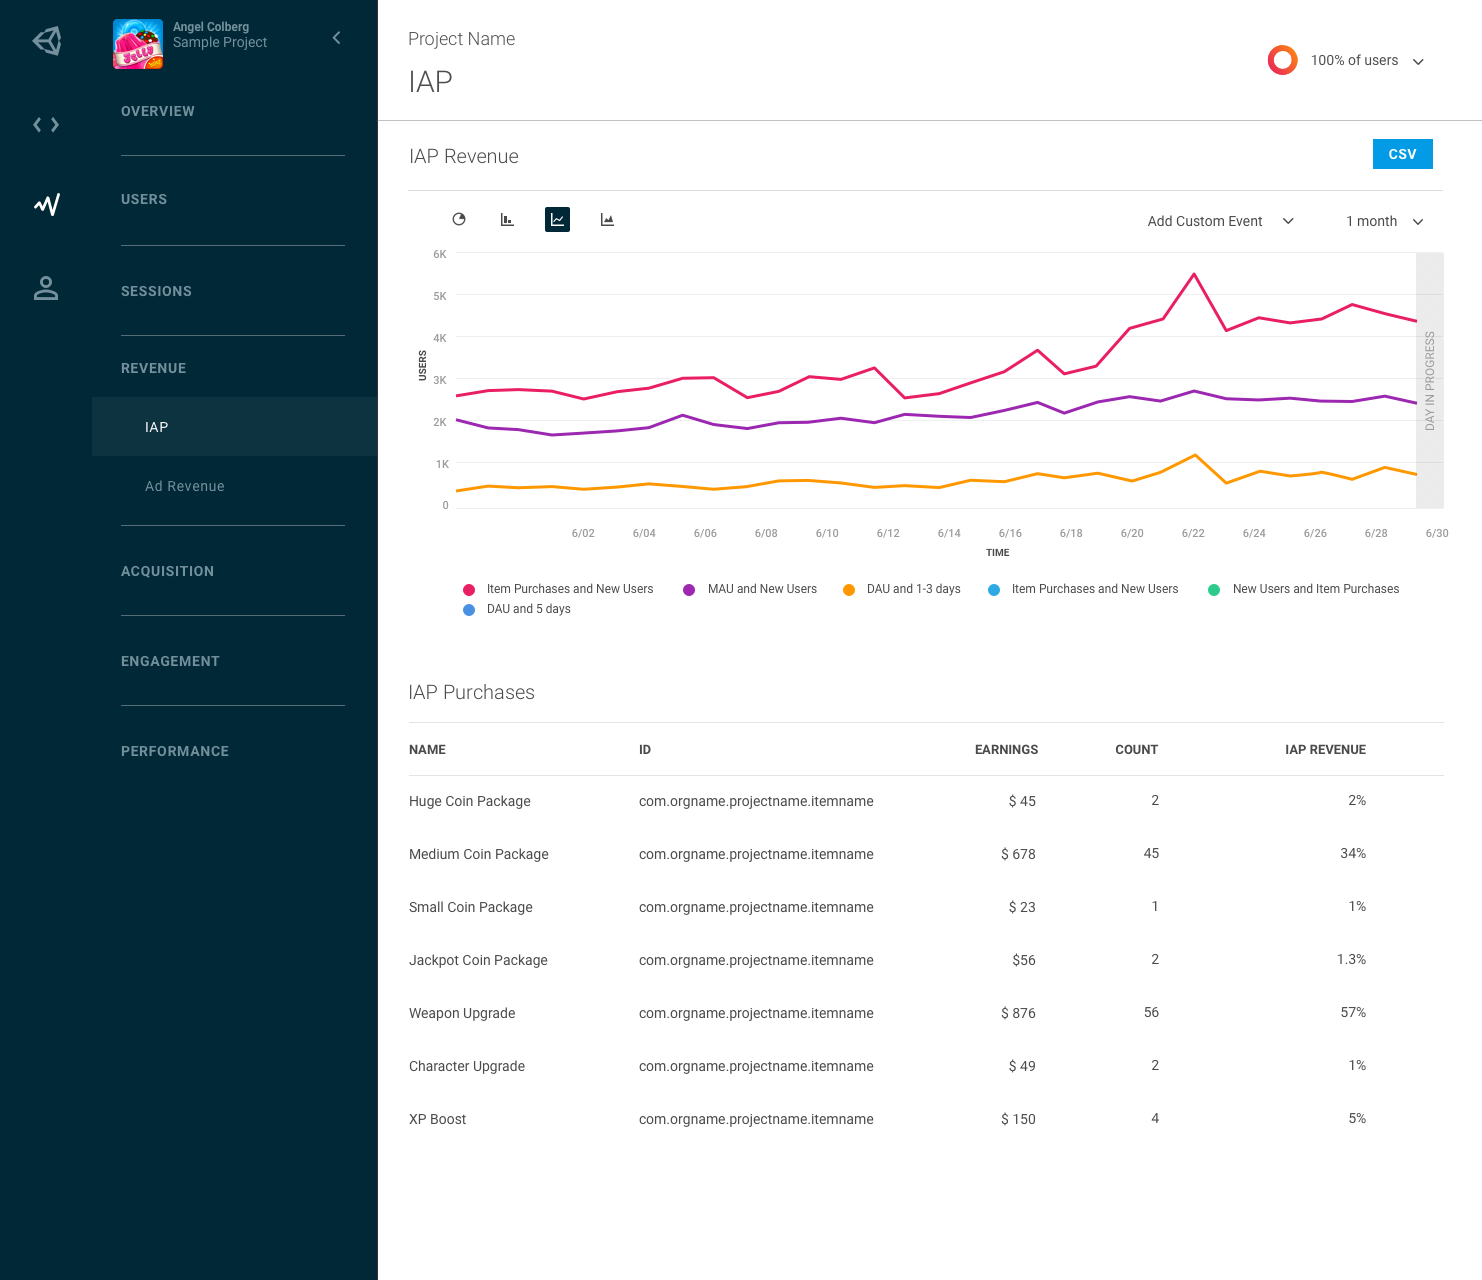 Angel Colberg
Sample Project
OVERVIEW
USERS
SESSIONS
REVENUE
IAP
Ad Revenue
ACQUISITION
ENGAGEMENT
PERFORMANCE
Project Name
IAP
100% of users
IAP Revenue
CSV
Add Custom Event
1 month
6K
5K
4K
3K
2K
1K
0
USERS
DAY IN PROGRESS
6/02 6/04 6/06 6/08 6/10 6/12 6/14 6/16 6/18 6/20 6/22 6/24 6/26 6/28 6/30
TIME
Item Purchases and New Users MAU and New Users DAU and 1-3 days Item Purchases and New Users New Users and Item Purchases
DAU and 5 days
IAP Purchases
NAME ID EARNINGS COUNT IAP REVENUE
Huge Coin Package com.orgname.projectname.itemname $ 45 2 2%
Medium Coin Package com.orgname.projectname.itemname $ 678 45 34%
Small Coin Package com.orgname.projectname.itemname $ 23 1 1%
Jackpot Coin Package com.orgname.projectname.itemname $56 2 1.3%
Weapon Upgrade com.orgname.projectname.itemname $ 876 56 57%
Character Upgrade com.orgname.projectname.itemname $ 49 2 1%
XP Boost com.orgname.projectname.itemname $ 150 4 5%
Jelly